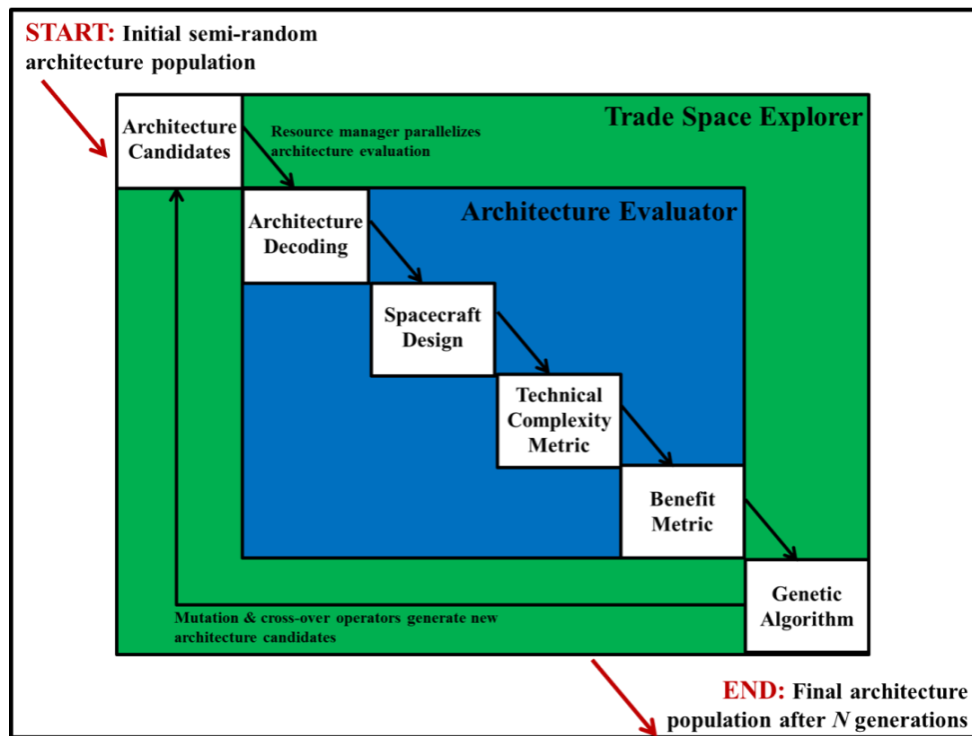 START: Initial semi-random
architecture population
Architecture
Candidates
Resource manager parallelizes
architecture evaluation
Trade Space Explorer
Architecture
Decoding
Architecture Evaluator
Spacecraft
Design
Technical
Complexity
Metric
Benefit
Metric
Genetic
Algorithm
Mutation & cross-over operators generate new
architecture candidates
END: Final architecture
population after N generations